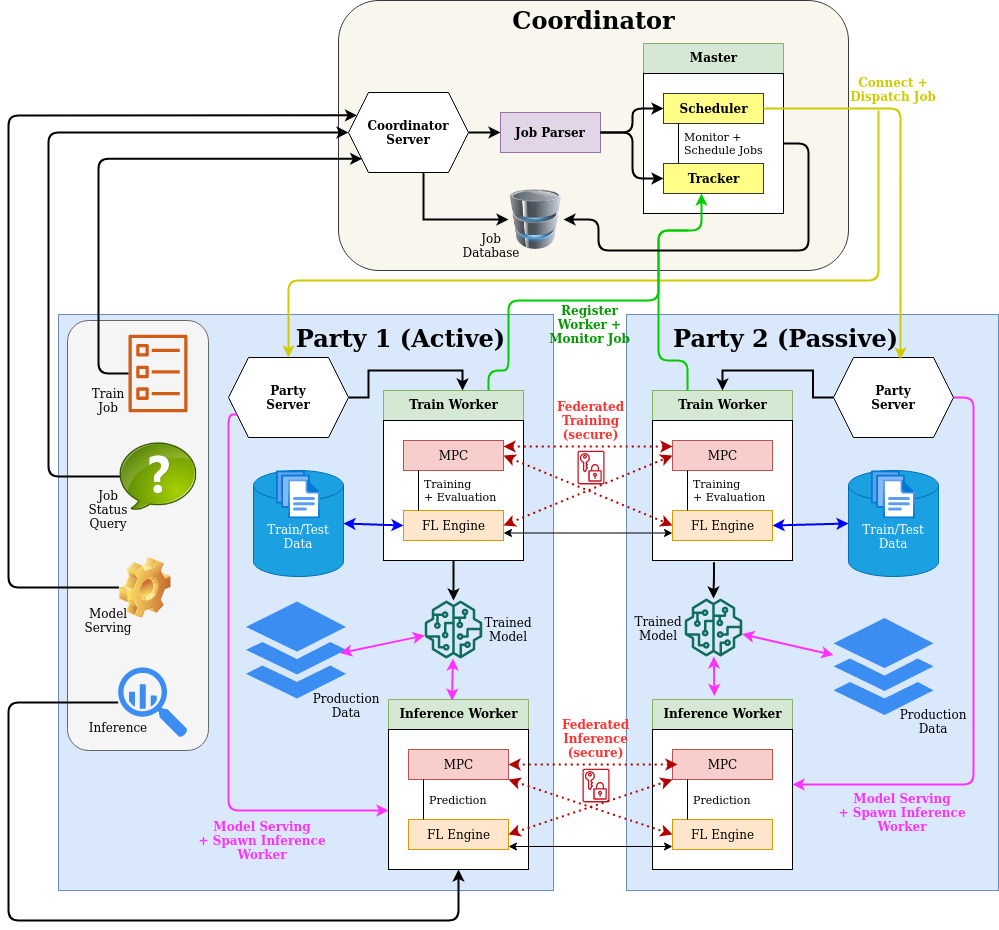 Coordinator
Master
Connect +
Dispatch Job
Scheduler
Coordinator
Server
Job Parser
Monitor +
Schedule Jobs
Tracker
Job
Database
Register
Worker +
Monitor Job
Party 1 (Active)
Party 2 (Passive)
Train
Job
Job
Status
Query
?
Model
Serving
Inference
Party
Server
Train Worker
MPC
Training
+ Evaluation
FL Engine
Train/Test
Data
Federated
Training
(secure)
Train Worker
MPC
Training
+ Evaluation
FL Engine
Party
Server
Train/Test
Data
Trained
Model
Production
Data
Trained
Model
Production
Data
Inference Worker
MPC
Prediction
FL Engine
Federated
Inference
(secure)
Inference Worker
MPC
Prediction
FL Engine
Model Serving
+ Spawn Inference
Worker
Model Serving
+ Spawn Inference
Worker